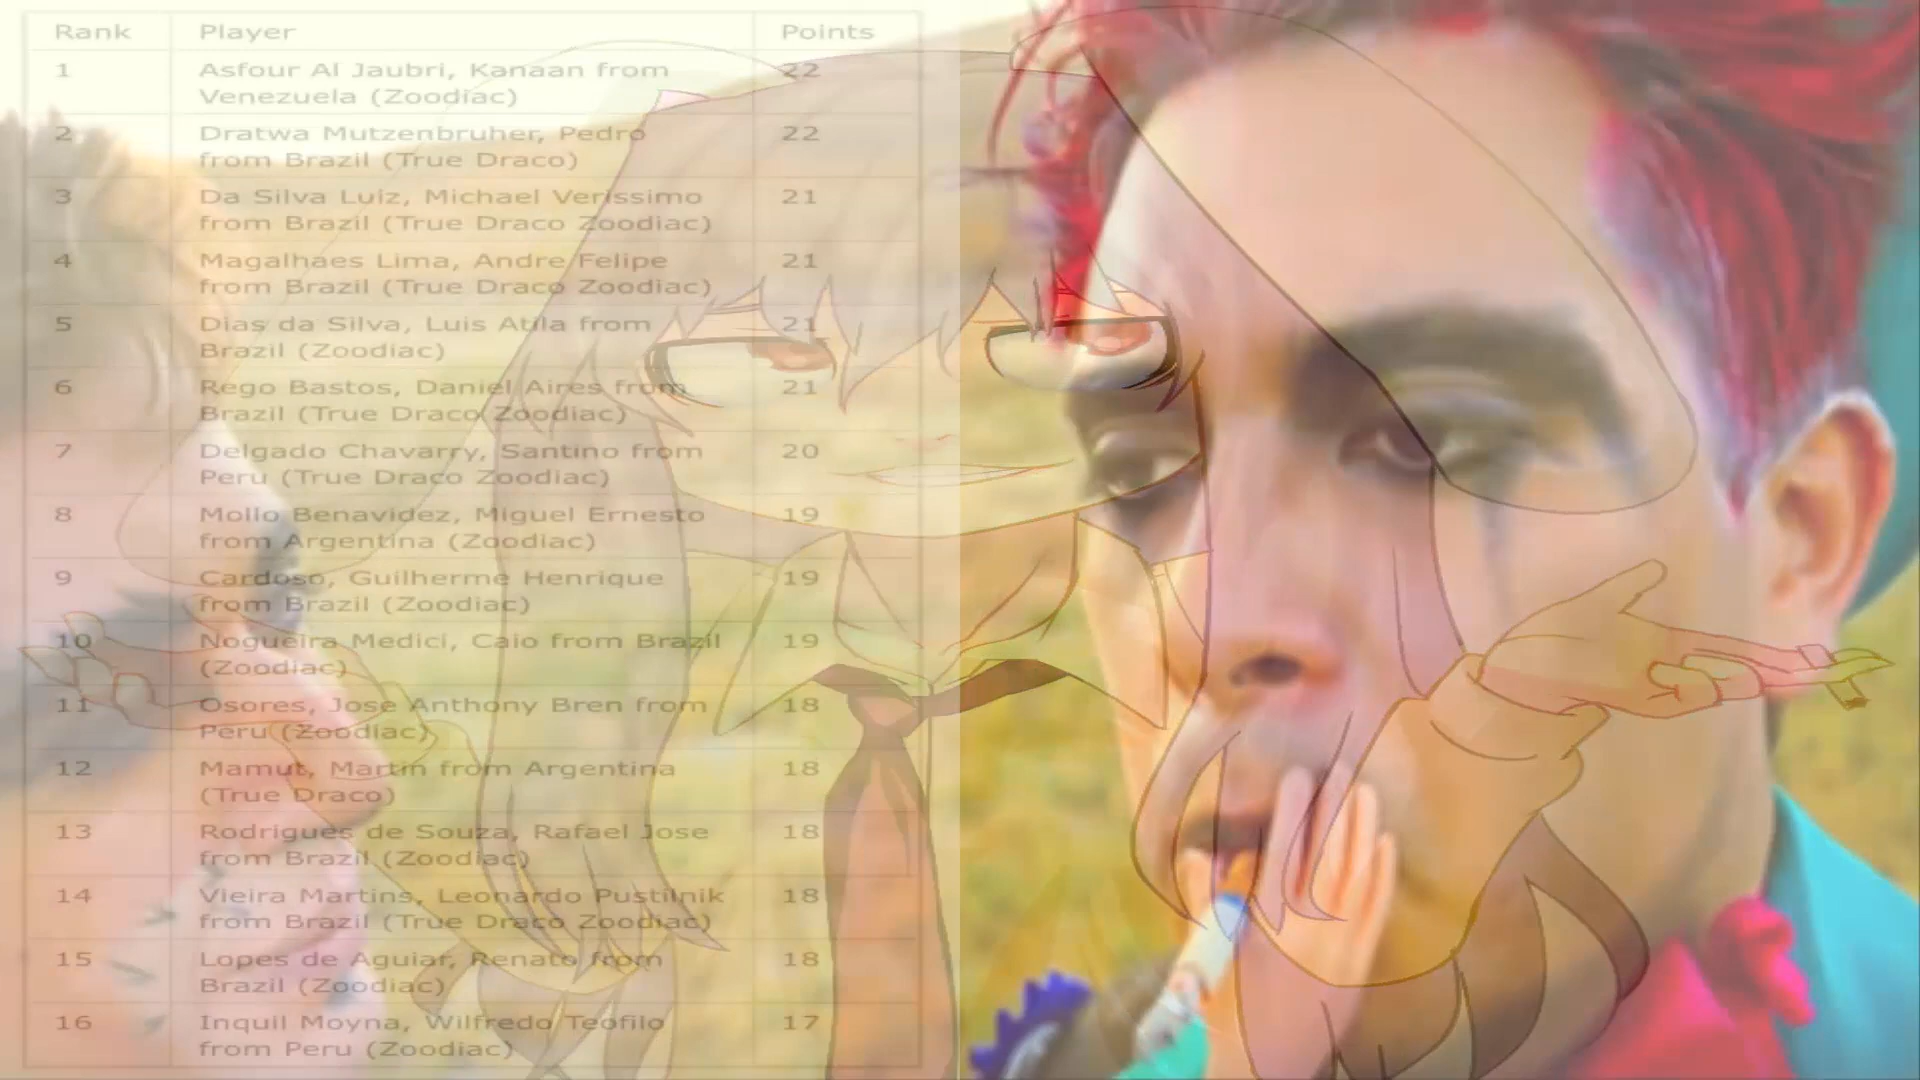 Rank Player Points
1 Asfour Al Jaubri, Kanaan from 22
Venezuela (Zoodiac)
2 Dratwa Mutzenbruher, Pedro 22
from Brazil (True Draco)
3 Da Silva Luiz, Michael Verissimo 21
from Brazil (True Draco Zoodiac)
4 Magalhaes Lima, Andre Felipe 21
from Brazil (True Draco Zoodiac)
5 Dias da Silva, Luis Atila from 21
Brazil (Zoodiac)
6 Rego Bastos, Daniel Aires from 21
Brazil (True Draco Zoodiac)
7 Delgado Chavarry, Santino from 20
Peru (True Draco Zoodiac)
8 Mollo Benavidez, Miguel Ernesto 19
from Argentina (Zoodiac)
9 Cardoso, Guilherme Henrique 19
from Brazil (Zoodiac)
10 Nogueira Medici, Caio from Brazil 19
(Zoodiac)
11 Osores, Jose Anthony Bren from 18
Peru (Zoodiac)
12 Mamut, Martin from Argentina 18
(True Draco)
13 Rodrigues de Souza, Rafael Jose 18
from Brazil (Zoodiac)
14 Vieira Martins, Leonardo Pustilnik 18
from Brazil (True Draco Zoodiac)
15 Lopes de Aguiar, Renato from 18
Brazil (Zoodiac)
16 Inquil Moyna, Wilfredo Teofilo 17
from Peru (Zoodiac)